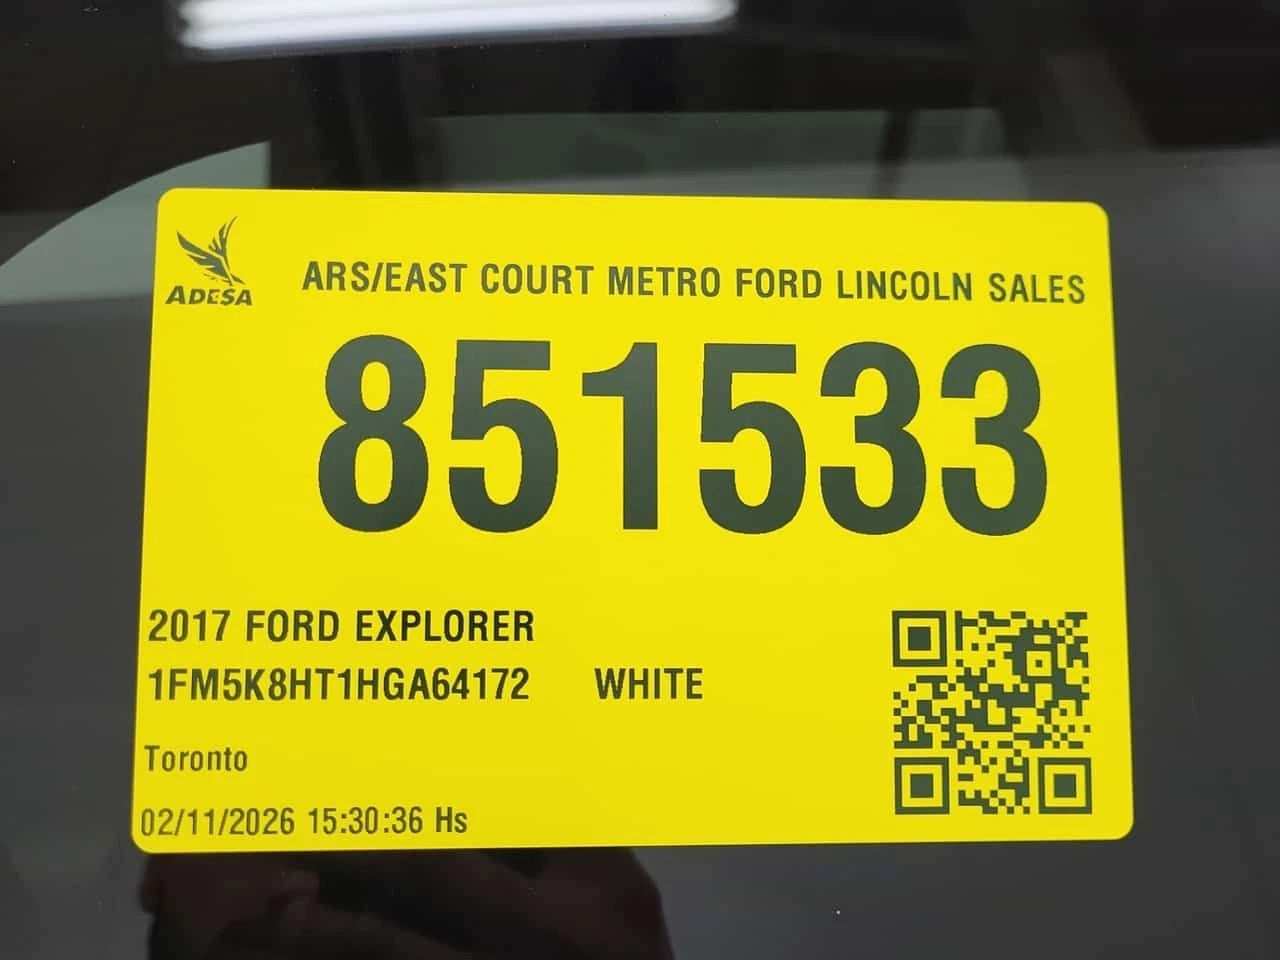 ADESA
ARS/EAST COURT METRO FORD LINCOLN SALES
851533
2017 FORD EXPLORER
1FM5K8HT1HGA64172 WHITE
Toronto
02/11/2026 15:30:36 Hs